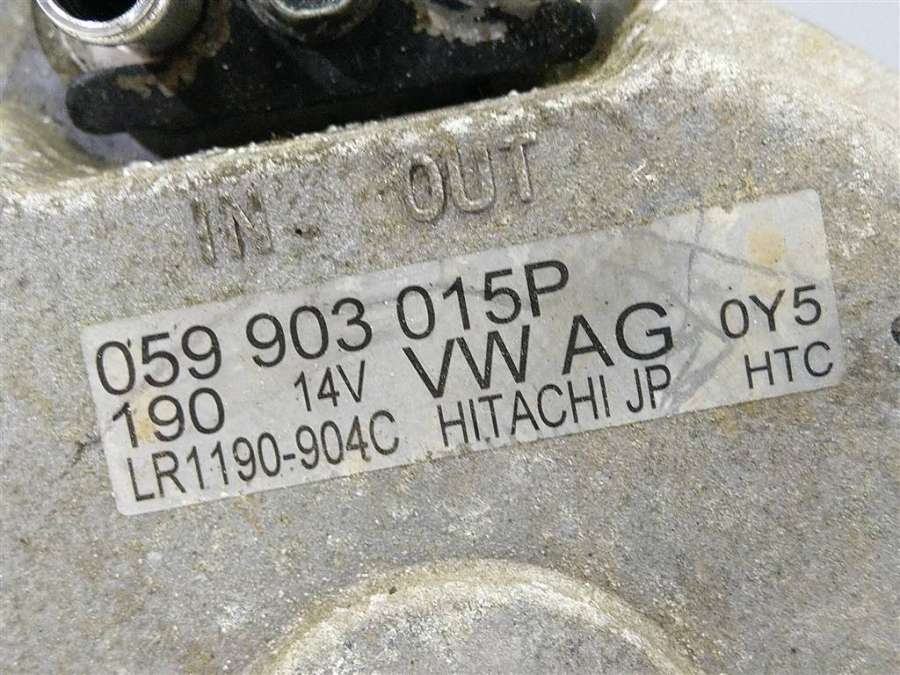 IN OUT
059 903 015P
190 14V VW AG 0Y5
LR1190-904C HITACHI JP HTC